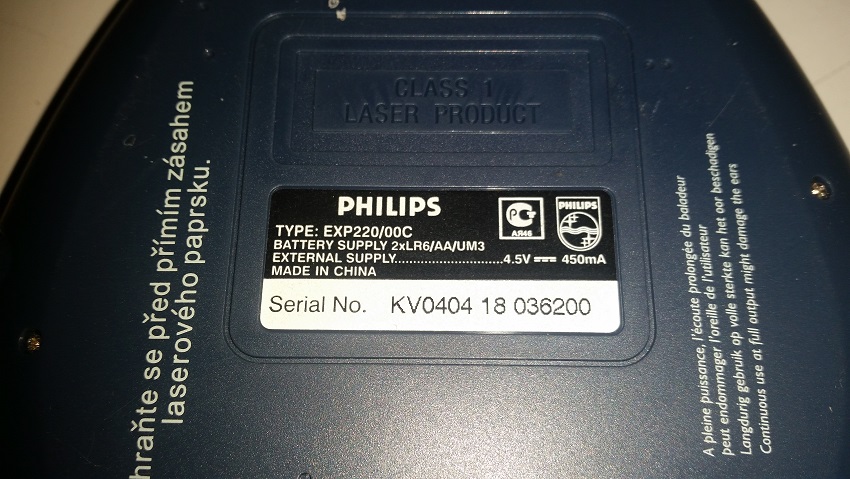 CLASS 1
LASER PRODUCT
PHILIPS
PHILIPS
TYPE: EXP220/00C
BATTERY SUPPLY 2xLR6/AA/UM3
EXTERNAL SUPPLY..............................4.5V 450mA
MADE IN CHINA
РС
АЯ46
Serial No. KV0404 18 036200
hraňte se před přímím zásahem
laserového paprsku.
A pleine puissance, l'écoute prolongée du baladeur
peut endommager l'oreille de l'utilisateur
Langdurig gebruik op volle sterkte kan het oor beschadigen
Continuous use at full output might damage the ears